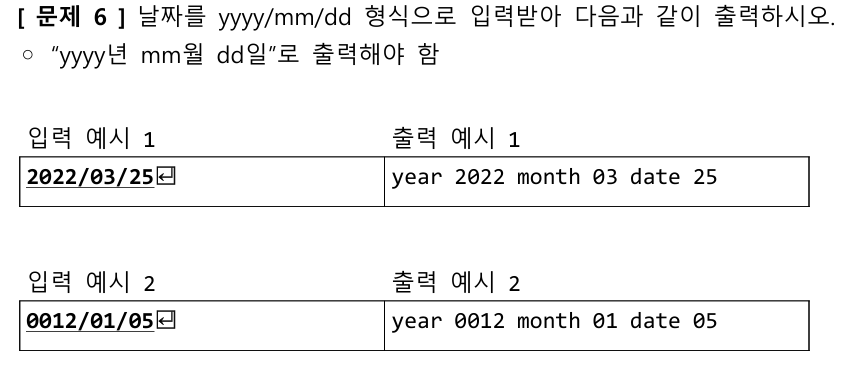 [ 문제 6 ] 날짜를 yyyy/mm/dd 형식으로 입력받아 다음과 같이 출력하시오.
○ “yyyy년 mm월 dd일”로 출력해야 함
입력 예시 1 출력 예시 1
2022/03/25↵ year 2022 month 03 date 25
입력 예시 2 출력 예시 2
0012/01/05↵ year 0012 month 01 date 05